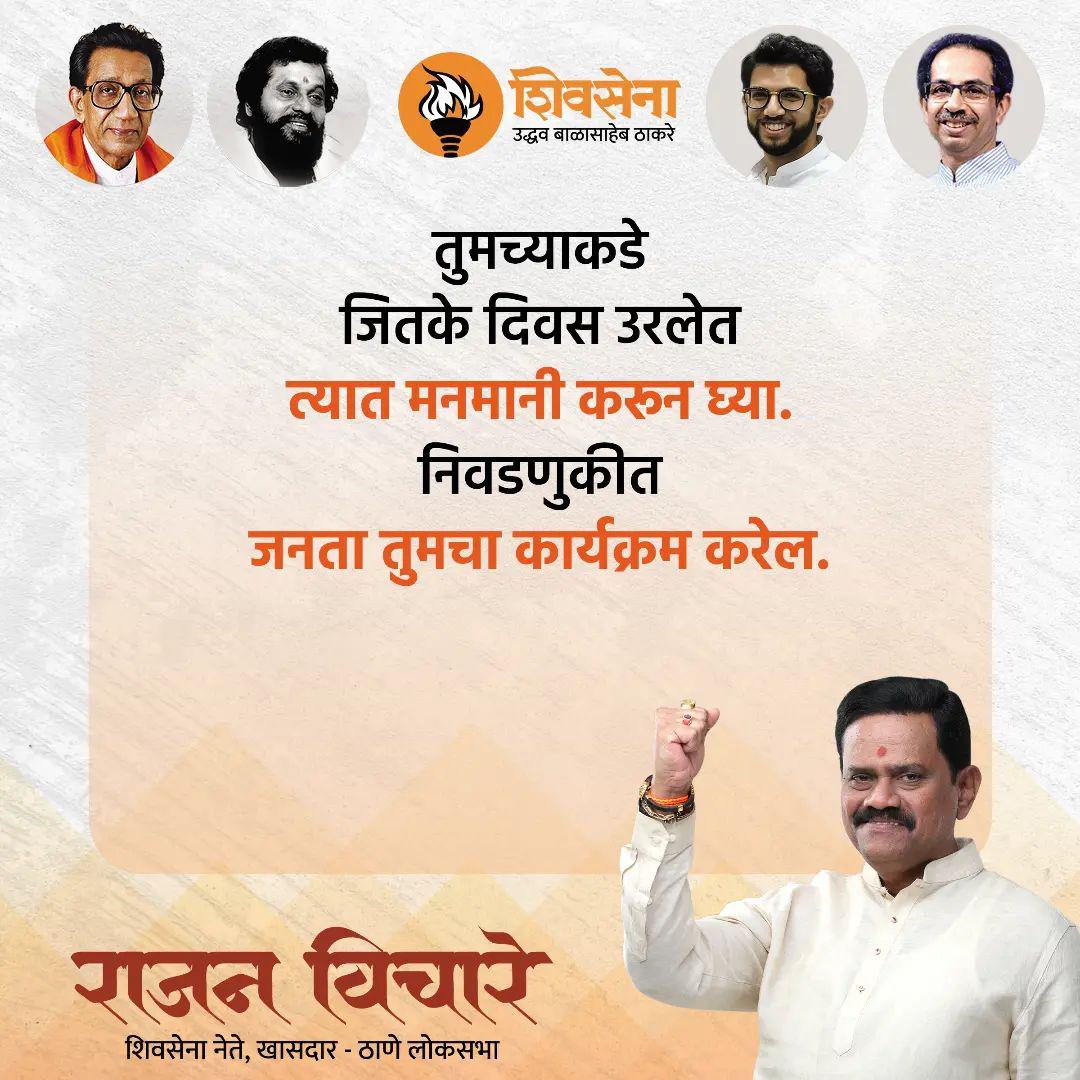 शिवसेना
उद्धव बाळासाहेब ठाकरे
तुमच्याकडे
जितके दिवस उरलेत
त्यात मनमानी करून घ्या.
निवडणुकीत
जनता तुमचा कार्यक्रम करेल.
राजन विचारे
शिवसेना नेते, खासदार - ठाणे लोकसभा